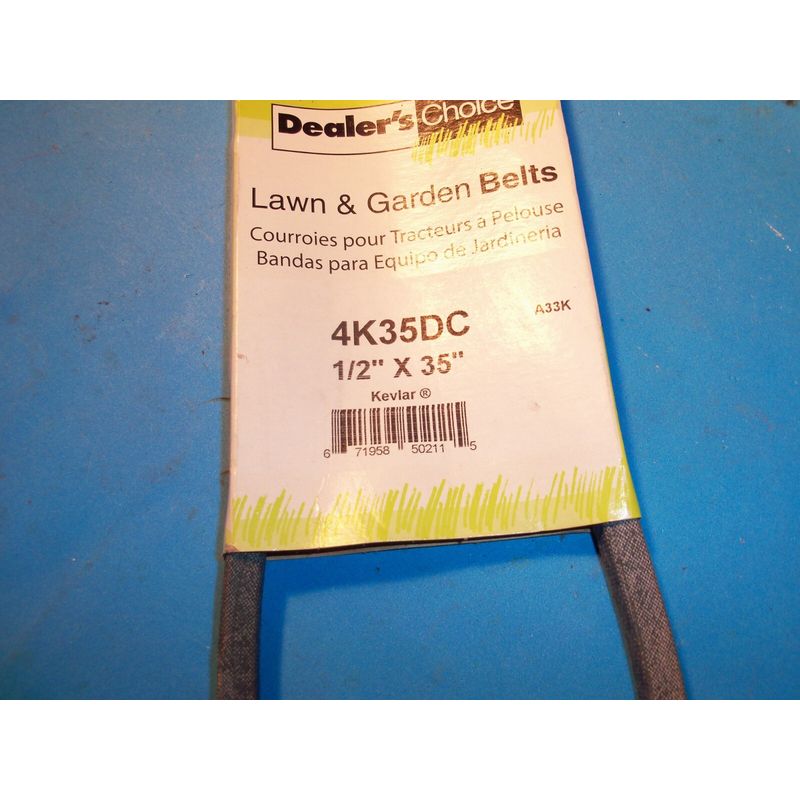 Dealer's Choice
Lawn & Garden Belts
Courroies pour Tracteurs à Pelouse
Bandas para Equipo de Jardineria
A33K
4K35DC
1/2" X 35"
Kevlar ®
6 71958 50211 5